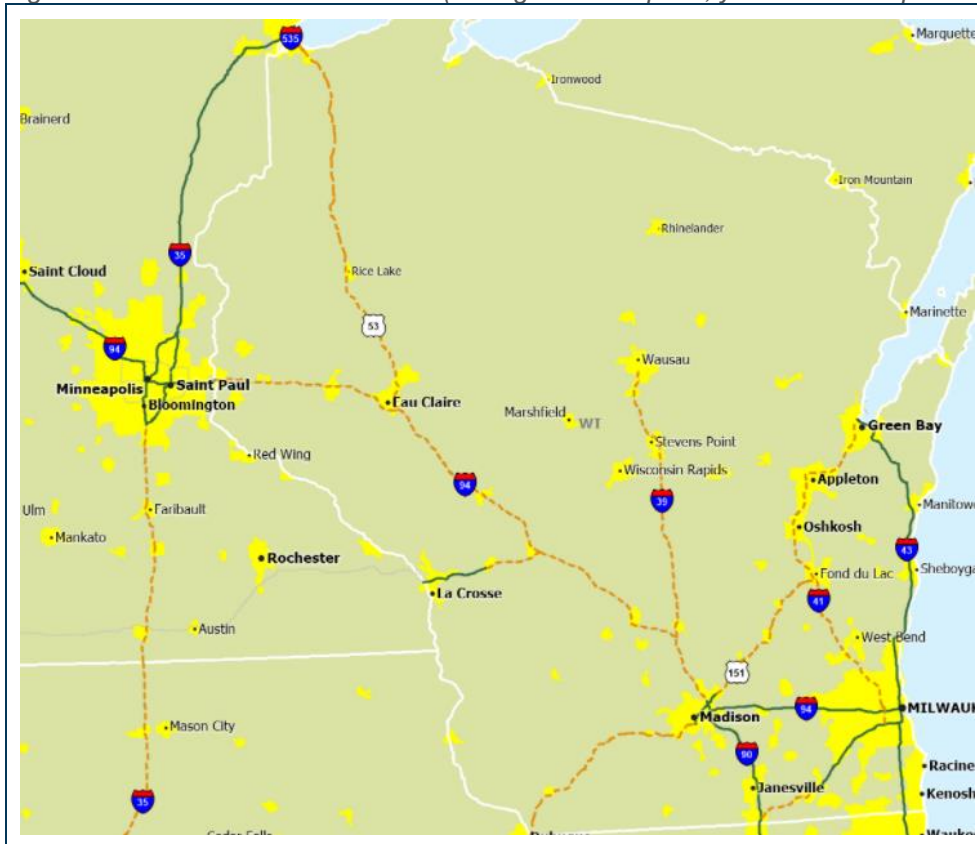 535
Marquette
Ironwood
Brainerd
Iron Mountain
Rhinelander
35
Saint Cloud
Rice Lake
Marinette
53
94
Wausau
Minneapolis
Saint Paul
Bloomington
Eau Claire
Marshfield
WI
Green Bay
Stevens Point
Red Wing
Wisconsin Rapids
Appleton
94
39
Faribault
Ulm
Manitowo
Oshkosh
Mankato
43
Rochester
Fond du Lac
Sheboyga
La Crosse
41
Austin
West Bend
151
94
MILWAUK
Madison
Mason City
90
Racine
Janesville
Kenosh
35